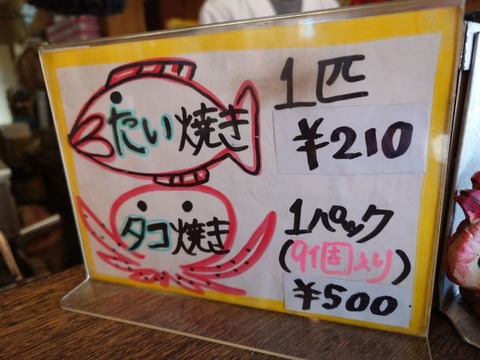 たい焼き 1匹
¥210
タコ焼き 1パック
(9個入り)
¥500